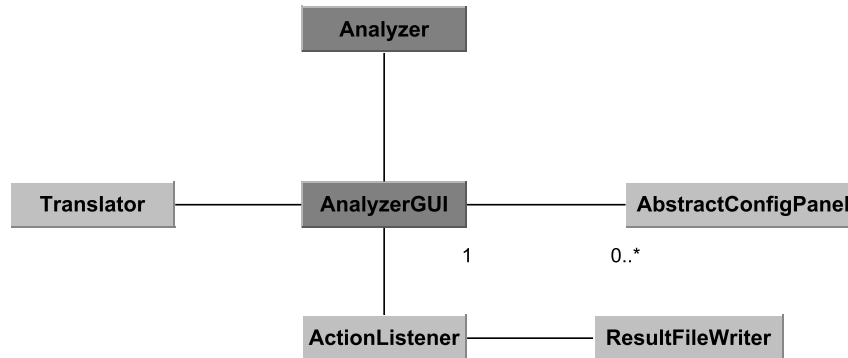 Analyzer
Translator
AnalyzerGUI
AbstractConfigPanel
1
0..*
ActionListener
ResultFileWriter